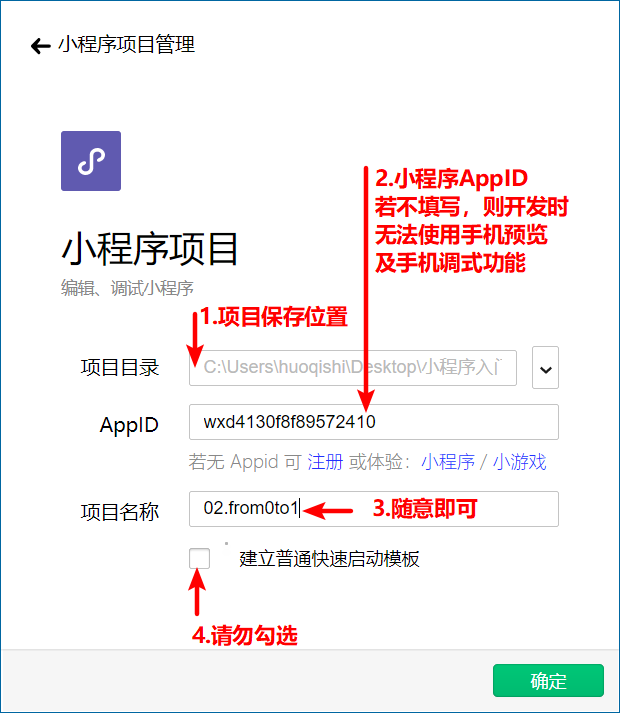 小程序项目管理
小程序项目
编辑、调试小程序
2.小程序AppID
若不填写，则开发时
无法使用手机预览
及手机调式功能
1.项目保存位置
项目目录
C:\Users\huoqishi\Desktop\小程序入门
AppID
wxd4130f8f89572410
若无 Appid 可 注册 或体验：小程序 / 小游戏
项目名称
02.from0to1
3.随意即可
建立普通快速启动模板
4.请勿勾选
确定